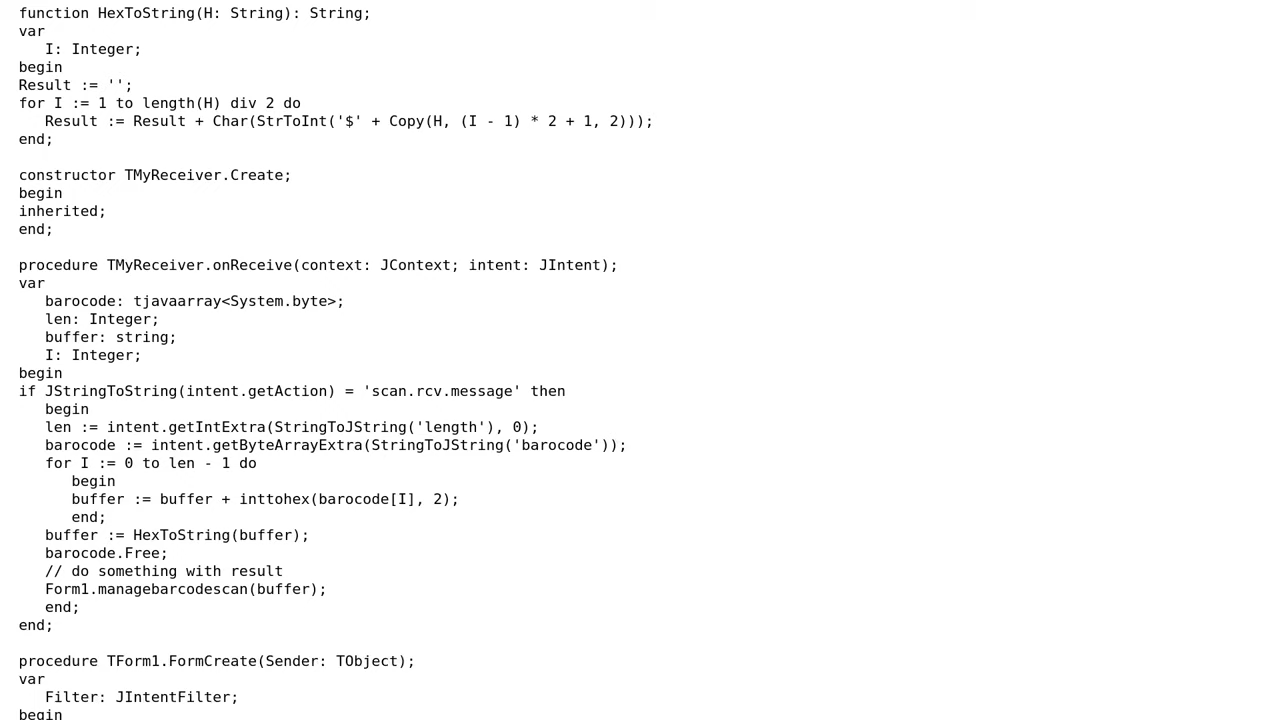 function HexToString(H: String): String;
var
   I: Integer;
begin
Result := '';
for I := 1 to length(H) div 2 do
   Result := Result + Char(StrToInt('$' + Copy(H, (I - 1) * 2 + 1, 2)));
end;

constructor TMyReceiver.Create;
begin
inherited;
end;

procedure TMyReceiver.onReceive(context: JContext; intent: JIntent);
var
   barocode: tjavaarray<System.byte>;
   len: Integer;
   buffer: string;
   I: Integer;
begin
if JStringToString(intent.getAction) = 'scan.rcv.message' then
   begin
   len := intent.getIntExtra(StringToJString('length'), 0);
   barocode := intent.getByteArrayExtra(StringToJString('barocode'));
   for I := 0 to len - 1 do
      begin
      buffer := buffer + inttohex(barocode[I], 2);
      end;
   buffer := HexToString(buffer);
   barocode.Free;
   // do something with result
   Form1.managebarcodescan(buffer);
   end;
end;

procedure TForm1.FormCreate(Sender: TObject);
var
   Filter: JIntentFilter;
begin